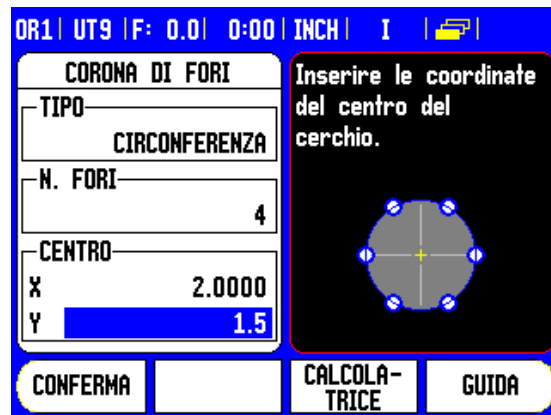 OR1| UT9 |F: 0.0| 0:00| INCH| I |
CORONA DI FORI
TIPO
CIRCONFERENZA
N. FORI
4
CENTRO
X 2.0000
Y 1.5
Inserire le coordinate
del centro del
cerchio.
CONFERMA
CALCOLA-
TRICE
GUIDA